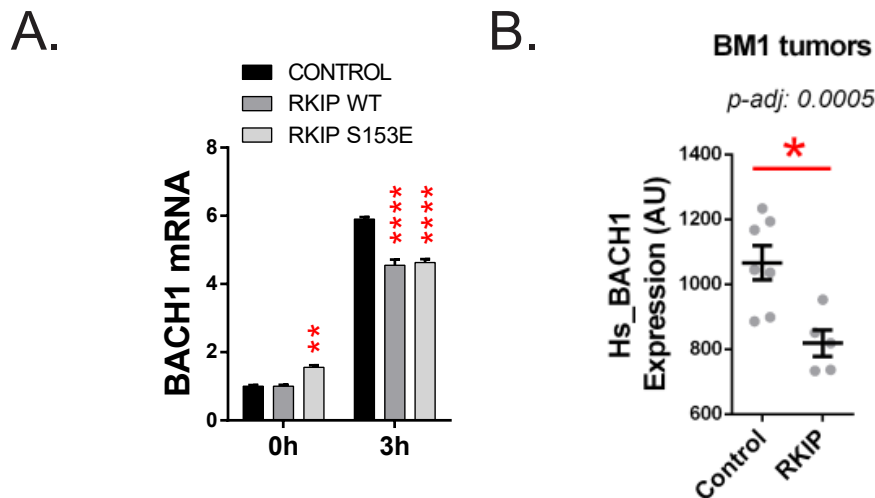 A.
CONTROL
RKIP WT
RKIP S153E
BACH1 mRNA
8
6
4
2
0
**
****
****
0h
3h
B.
BM1 tumors
p-adj: 0.0005
*
Hs_BACH1
Expression (AU)
1400
1200
1000
800
600
Control
RKIP